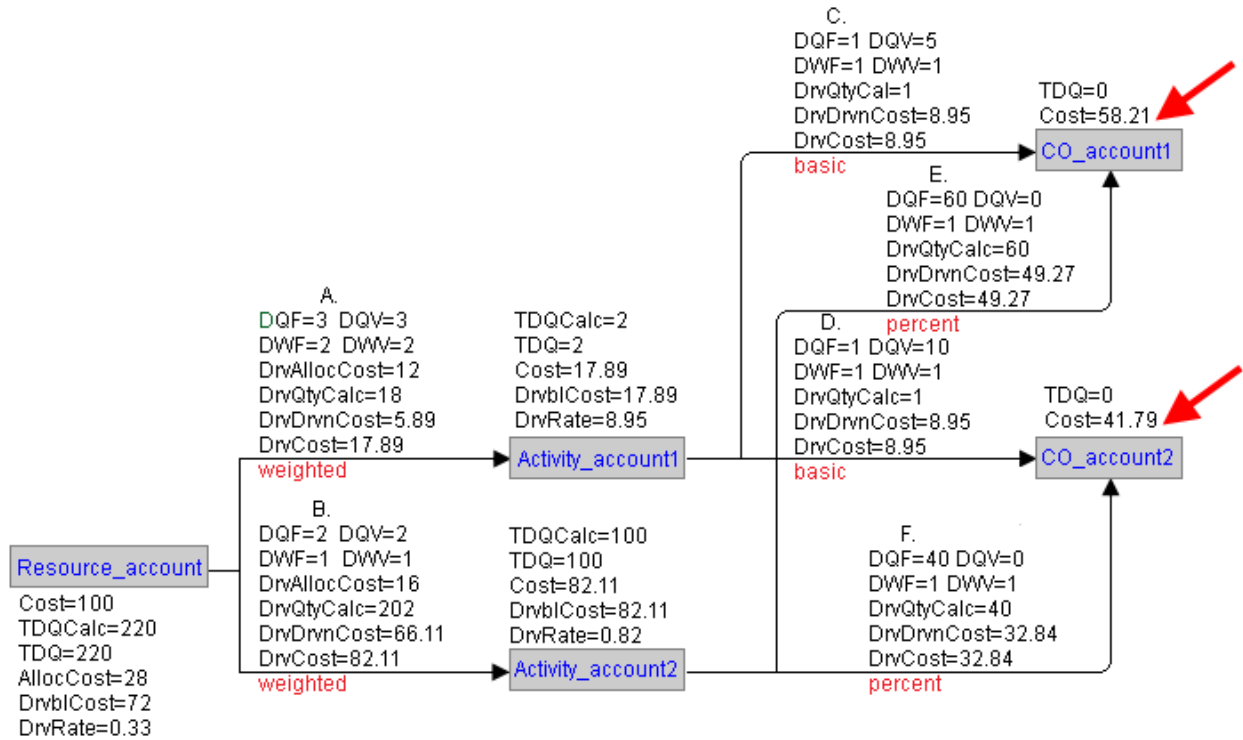 C.
DQF=1 DQV=5
DWF=1 DWV=1
DrvQtyCal=1
DrvDrvnCost=8.95
DrvCost=8.95
basic
TDQ=0
Cost=58.21
CO_account1
E.
DQF=60 DQV=0
DWF=1 DWV=1
DrvQtyCalc=60
DrvDrvnCost=49.27
DrvCost=49.27
percent
A.
DQF=3 DQV=3
DWF=2 DWV=2
DrvAllocCost=12
DrvQtyCalc=18
DrvDrvnCost=5.89
DrvCost=17.89
weighted
TDQCalc=2
TDQ=2
Cost=17.89
DrvblCost=17.89
DrvRate=8.95
Activity_account1
D.
DQF=1 DQV=10
DWF=1 DWV=1
DrvQtyCalc=1
DrvDrvnCost=8.95
DrvCost=8.95
basic
TDQ=0
Cost=41.79
CO_account2
B.
DQF=2 DQV=2
DWF=1 DWV=1
DrvAllocCost=16
DrvQtyCalc=202
DrvDrvnCost=66.11
DrvCost=82.11
weighted
TDQCalc=100
TDQ=100
Cost=82.11
DrvblCost=82.11
DrvRate=0.82
Activity_account2
F.
DQF=40 DQV=0
DWF=1 DWV=1
DrvQtyCalc=40
DrvDrvnCost=32.84
DrvCost=32.84
percent
Resource_account
Cost=100
TDQCalc=220
TDQ=220
AllocCost=28
DrvblCost=72
DrvRate=0.33